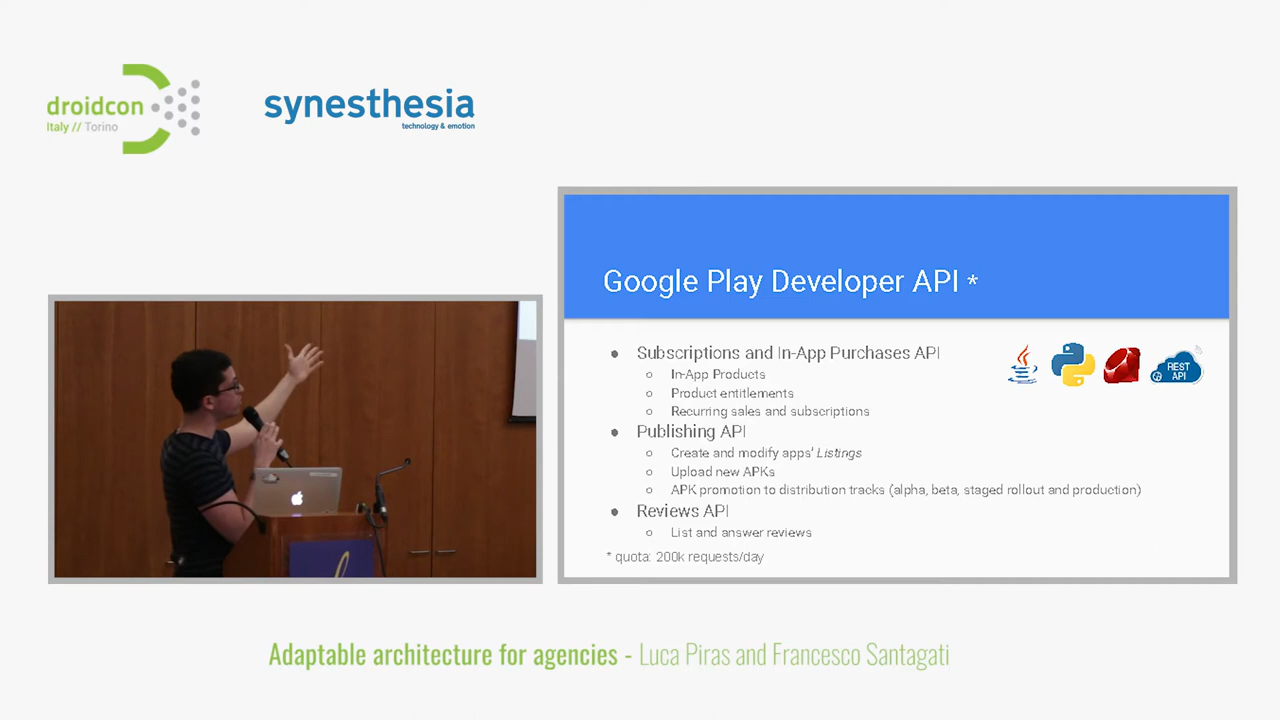 droidcon
Italy // Torino
synesthesia
technology & emotion
Google Play Developer API *
Subscriptions and In-App Purchases API
In-App Products
Product entitlements
Recurring sales and subscriptions
Publishing API
Create and modify apps' Listings
Upload new APKs
APK promotion to distribution tracks (alpha, beta, staged rollout and production)
Reviews API
List and answer reviews
* quota: 200k requests/day
REST
API
Adaptable architecture for agencies - Luca Piras and Francesco Santagati